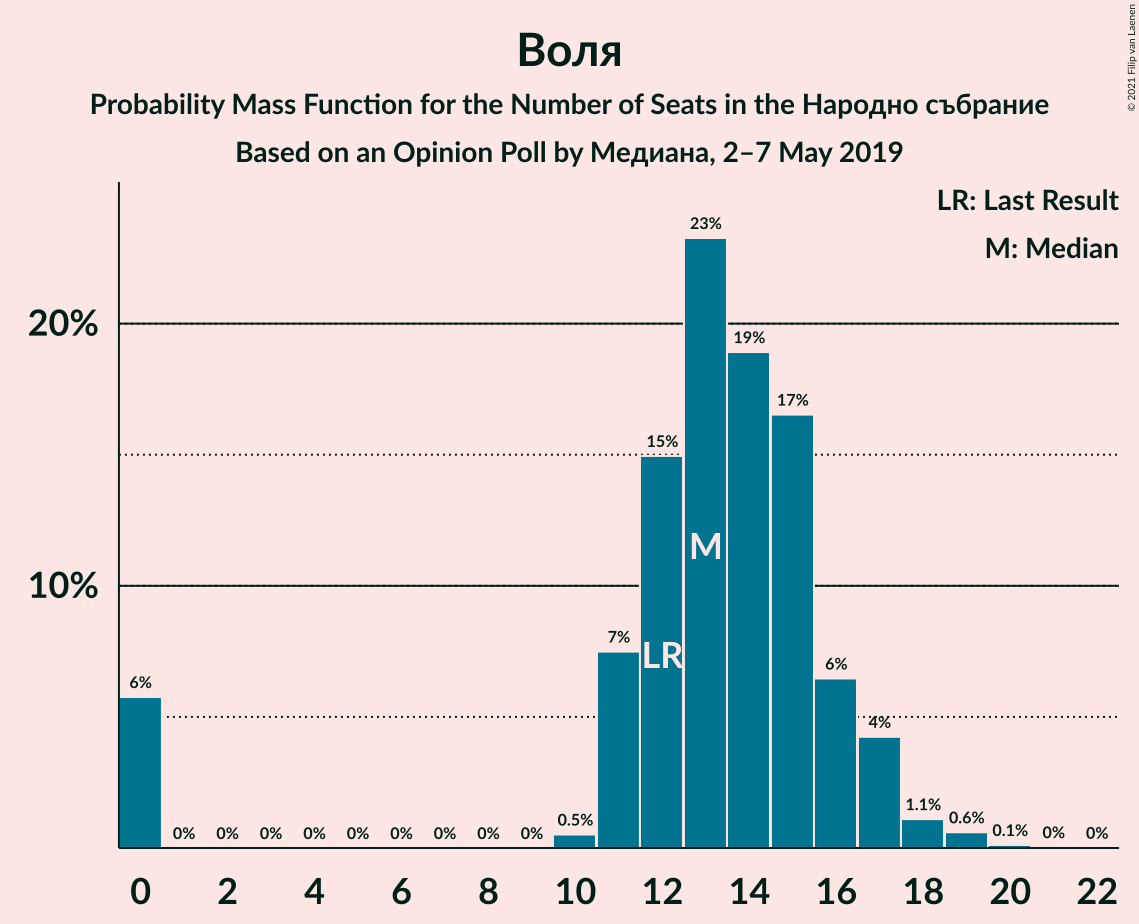 Воля
Probability Mass Function for the Number of Seats in the Народно събрание
Based on an Opinion Poll by Медиана, 2–7 May 2019
© 2021 Filip van Laenen
LR: Last Result
M: Median
20%
10%
6%
0%
0%
0%
0%
0%
0%
0%
0%
0%
0.5%
7%
15%
23%
19%
17%
6%
4%
1.1%
0.6%
0.1%
0%
0%
M
LR
0 2 4 6 8 10 12 14 16 18 20 22